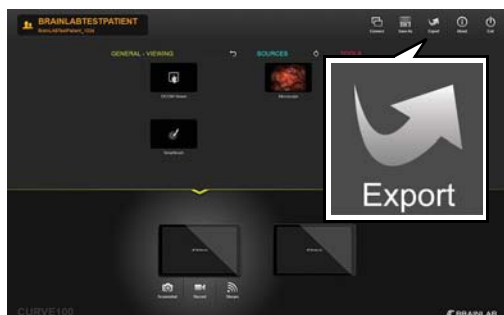 BRAINLABTESTPATIENT
BrainLABTestPatient_1234
Connect
Save As
Export
About
Exit
GENERAL - VIEWING
SOURCES
DICOM Viewer
Microscope
SmartBrush
Export
Screenshot
Record
Stream
CURVE100
BRAINLAB